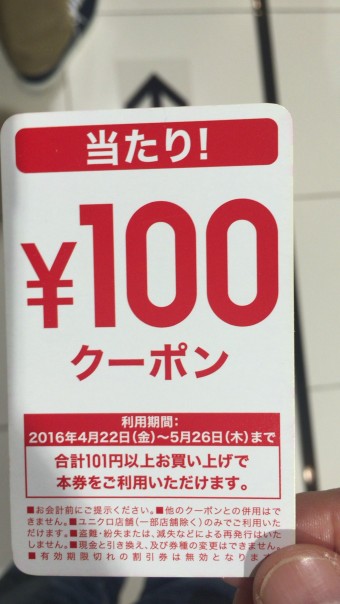 当たり!
¥100
クーポン
利用期間:
2016年4月22日(金)〜5月26日(木)まで
合計101円以上お買い上げで
本券をご利用いただけます。
■お会計前にご提示ください。■他のクーポンとの併用はで
きません。■ユニクロ店舗(一部店舗除く)のみでご利用いた
だけます。■盗難・紛失または、減失などによる再発行はいた
しません。■現金と引き換え、及び券種の変更はできません。
■有効期限切れの割引券は無効となります